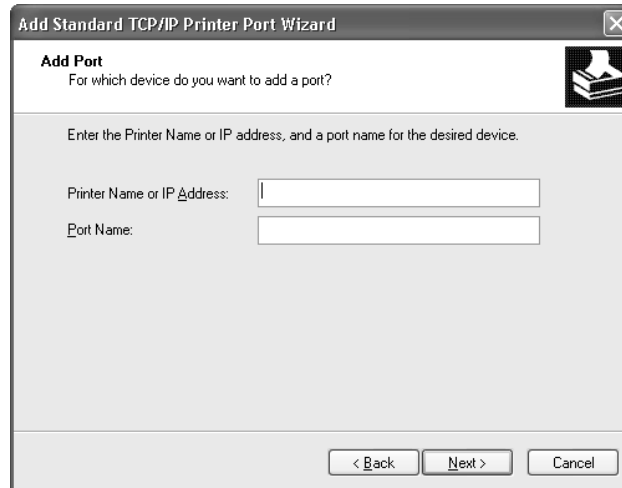 Add Standard TCP/IP Printer Port Wizard
Add Port
For which device do you want to add a port?
Enter the Printer Name or IP address, and a port name for the desired device.
Printer Name or IP Address:
Port Name:
< Back
Next >
Cancel